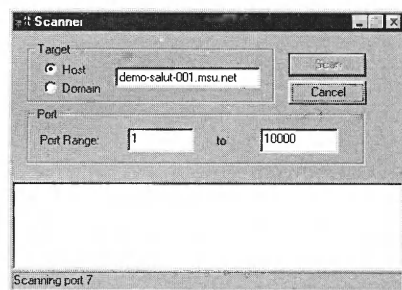 Scanner
Target
Host
demo-salut-001.msu.net
Scan
Domain
Cancel
Port
Port Range:
1
to
10000
Scanning port 7